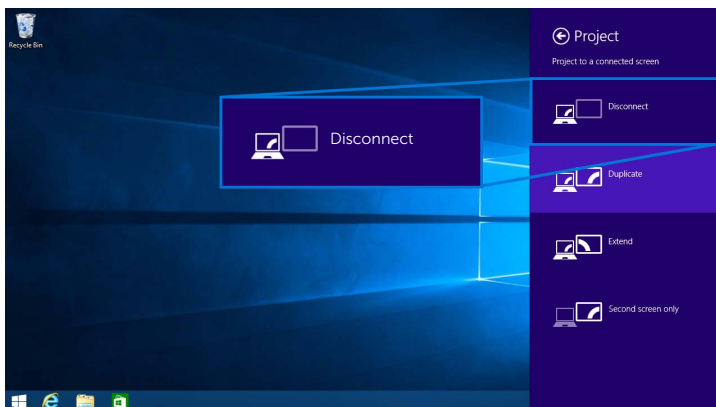 Recycle Bin
Project
Project to a connected screen
Disconnect
Disconnect
Duplicate
Extend
Second screen only